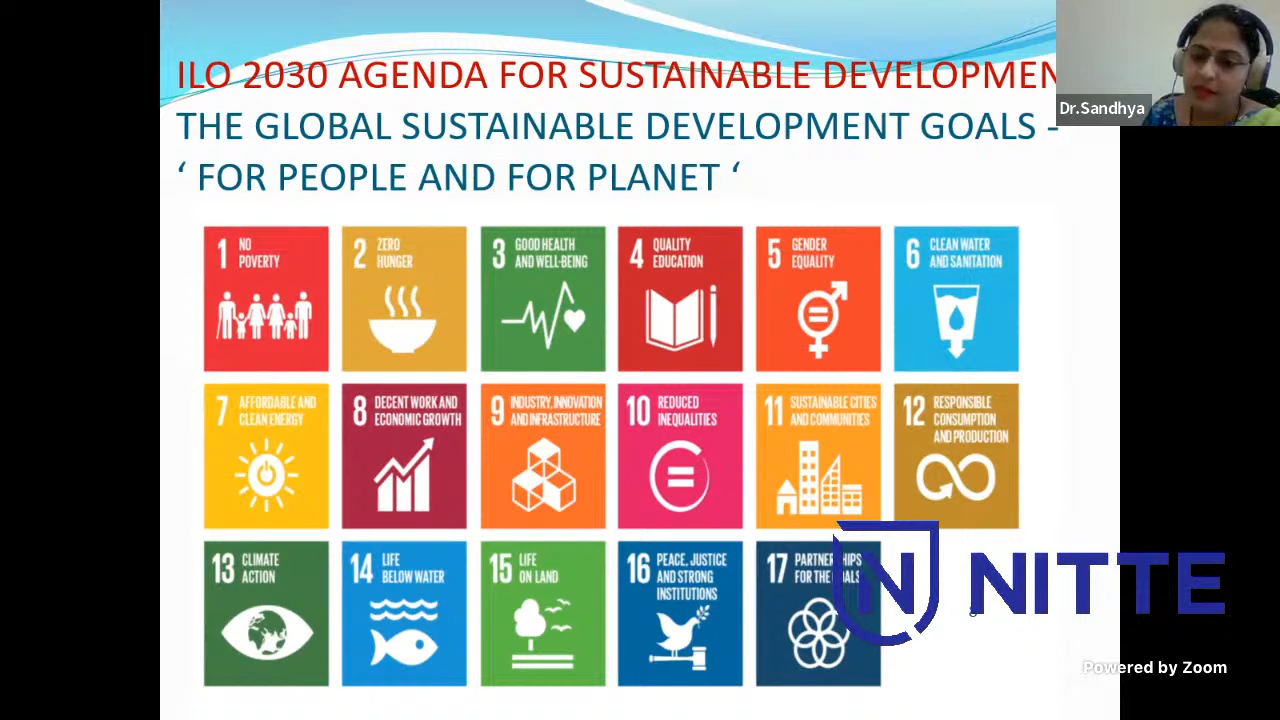 ILO 2030 AGENDA FOR SUSTAINABLE DEVELOPMEN
THE GLOBAL SUSTAINABLE DEVELOPMENT GOALS -
‘ FOR PEOPLE AND FOR PLANET ‘
Dr.Sandhya
1 NO
POVERTY
2 ZERO
HUNGER
3 GOOD HEALTH
AND WELL-BEING
4 QUALITY
EDUCATION
5 GENDER
EQUALITY
6 CLEAN WATER
AND SANITATION
7 AFFORDABLE AND
CLEAN ENERGY
8 DECENT WORK AND
ECONOMIC GROWTH
9 INDUSTRY, INNOVATION
AND INFRASTRUCTURE
10 REDUCED
INEQUALITIES
11 SUSTAINABLE CITIES
AND COMMUNITIES
12 RESPONSIBLE
CONSUMPTION
AND PRODUCTION
13 CLIMATE
ACTION
14 LIFE
BELOW WATER
15 LIFE
ON LAND
16 PEACE, JUSTICE
AND STRONG
INSTITUTIONS
17 PARTNERSHIPS
FOR THE GOALS
N NITTE
Powered by Zoom